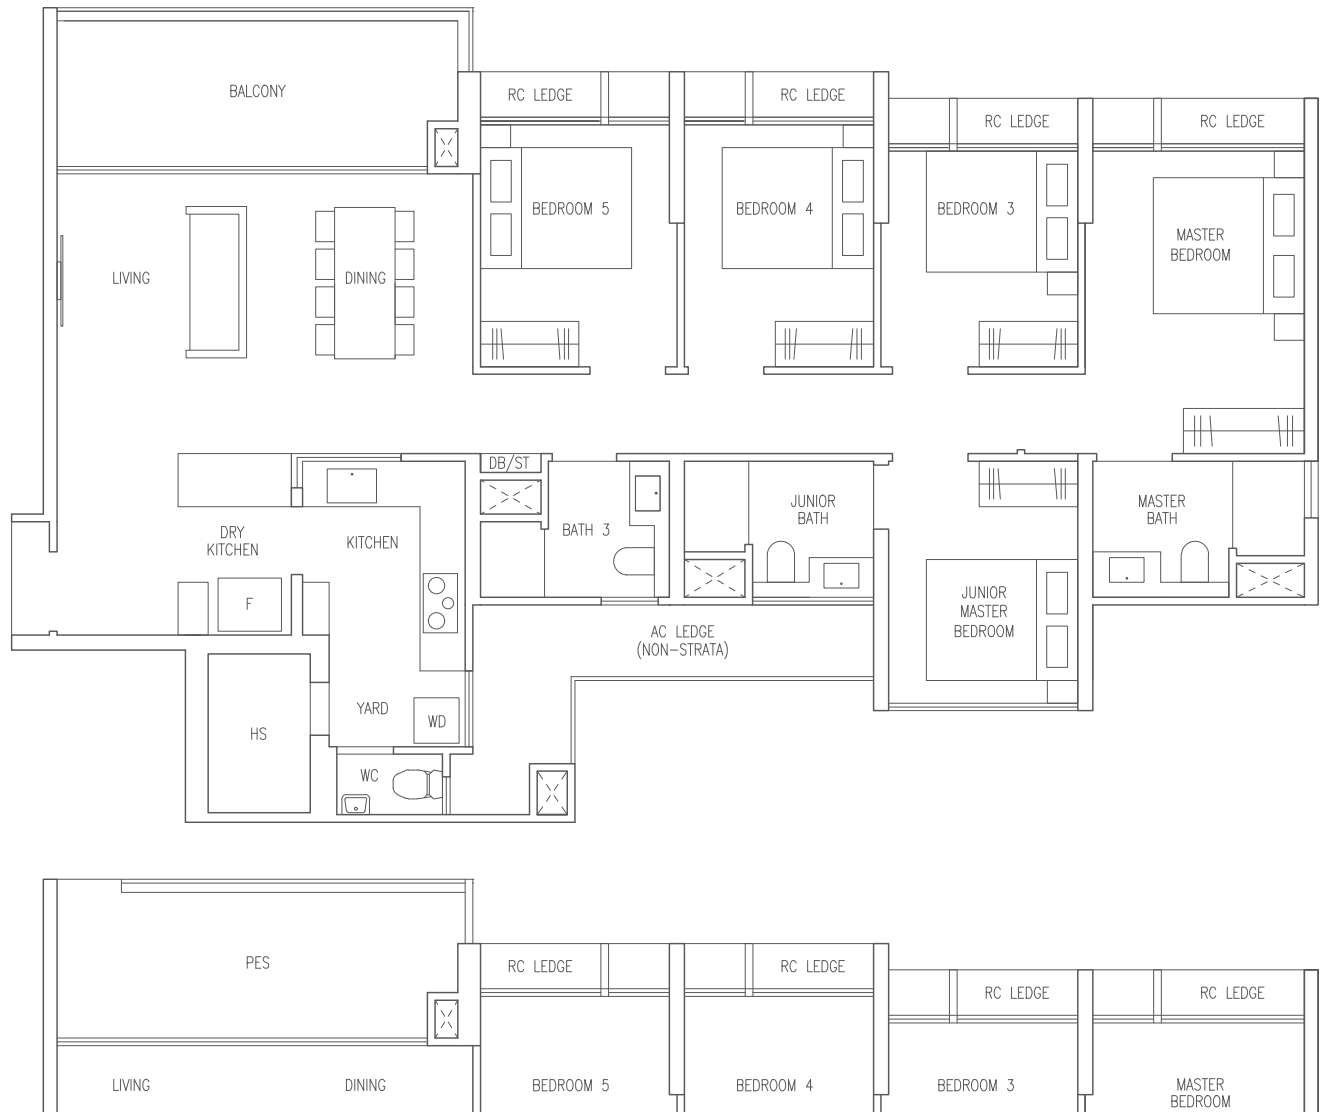 BALCONY
RC LEDGE
RC LEDGE
RC LEDGE
RC LEDGE
BEDROOM 5
BEDROOM 4
BEDROOM 3
MASTER
BEDROOM
LIVING
DINING
DB/ST
DRY
KITCHEN
KITCHEN
BATH 3
JUNIOR
BATH
MASTER
BATH
F
JUNIOR
MASTER
BEDROOM
AC LEDGE
(NON-STRATA)
HS
YARD
WD
WC
PES
RC LEDGE
RC LEDGE
RC LEDGE
RC LEDGE
LIVING
DINING
BEDROOM 5
BEDROOM 4
BEDROOM 3
MASTER
BEDROOM